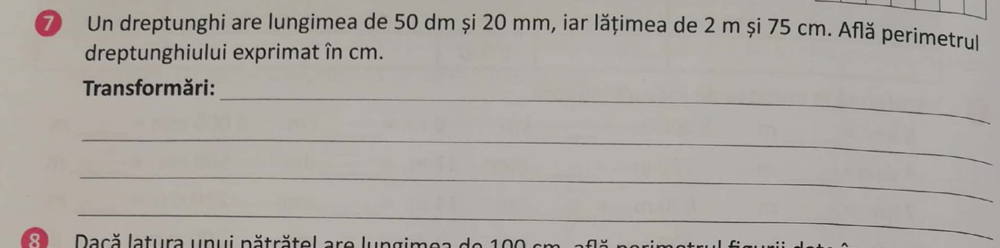 7 Un dreptunghi are lungimea de 50 dm și 20 mm, iar lățimea de 2 m și 75 cm. Află perimetrul
dreptunghiului exprimat în cm.
Transformări:
8 Dacă latura unui pătrățel are lungimea de 100 cm, află perimetrul figurii